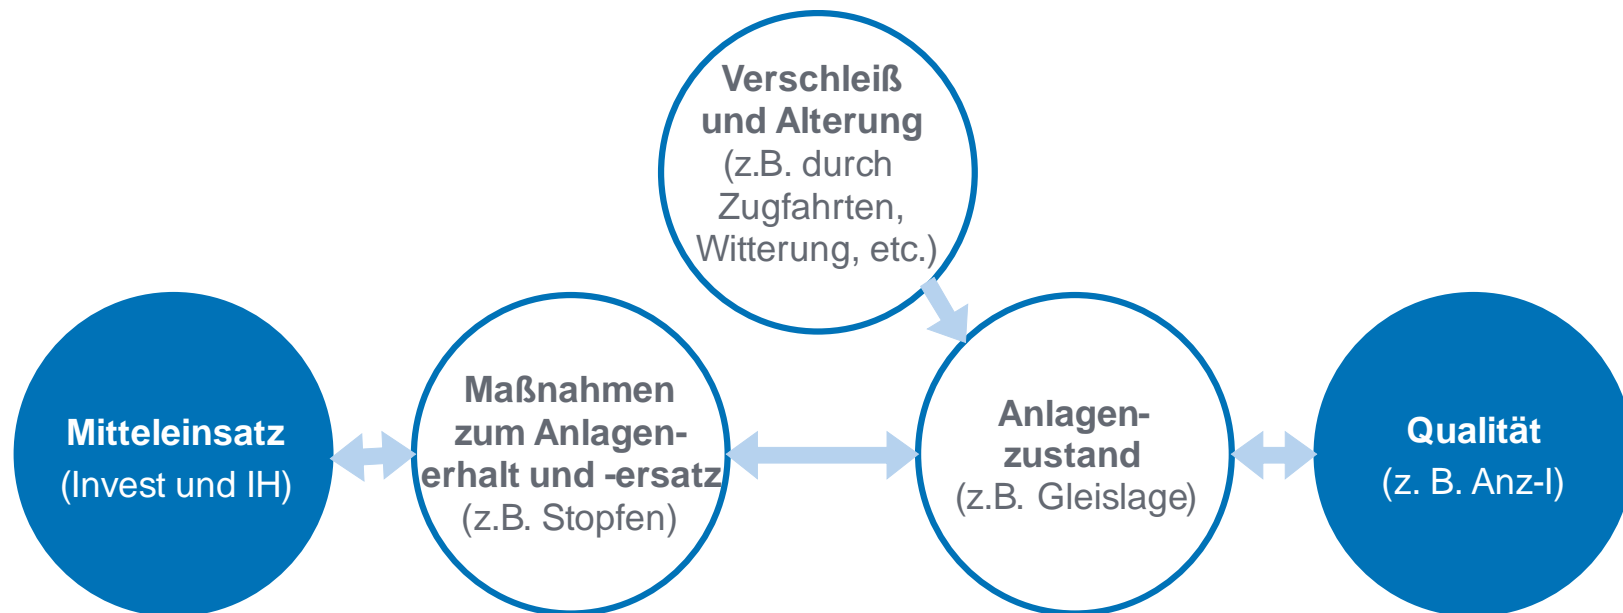 Verschleiß
und Alterung
(z.B. durch
Zugfahrten,
Witterung, etc.)
Mitteleinsatz
(Invest und IH)
Maßnahmen
zum Anlagen-
erhalt und -ersatz
(z.B. Stopfen)
Anlagen-
zustand
(z.B. Gleislage)
Qualität
(z. B. Anz-I)